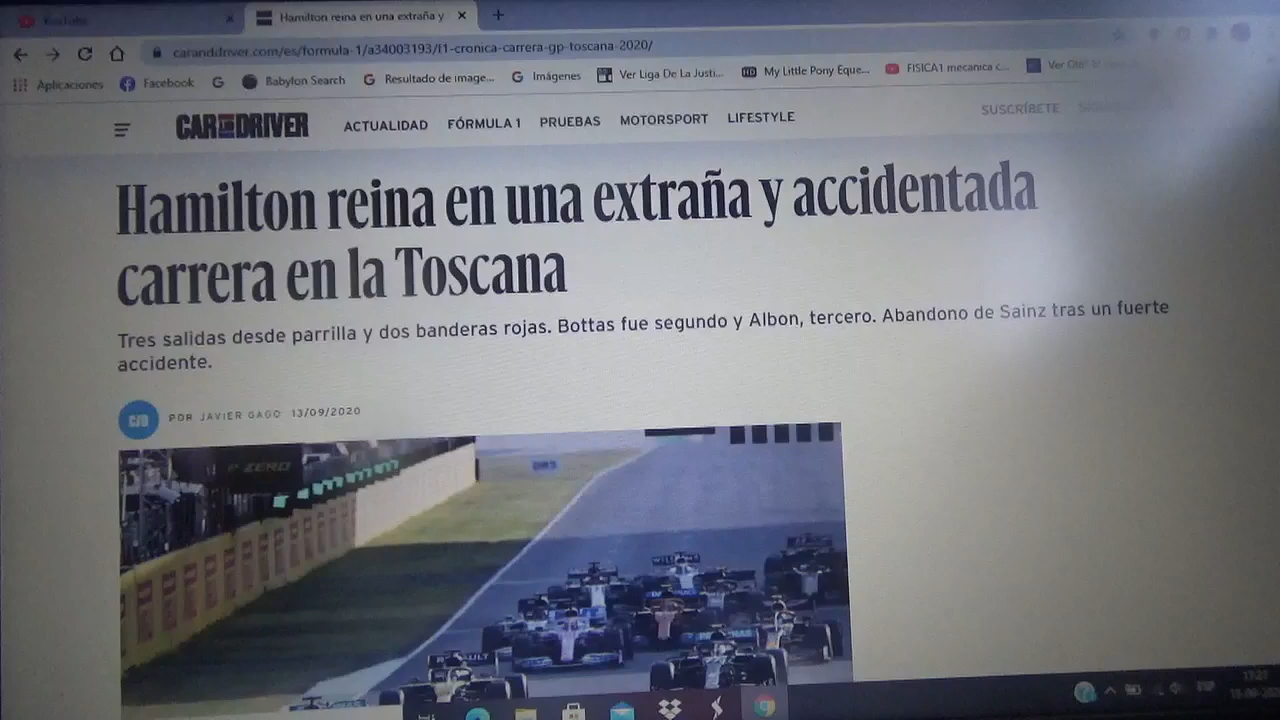 YouTube
Hamilton reina en una extraña y
caranddriver.com/es/formula-1/a34003193/f1-cronica-carrera-gp-toscana-2020/
Aplicaciones Facebook Babylon Search Resultado de image... Imágenes Ver Liga De La Justi... My Little Pony Eque... FISICA1 mecanica c... Ver
CAR AND DRIVER ACTUALIDAD FÓRMULA 1 PRUEBAS MOTORSPORT LIFESTYLE SUSCRÍBETE
Hamilton reina en una extraña y accidentada
carrera en la Toscana
Tres salidas desde parrilla y dos banderas rojas. Bottas fue segundo y Albon, tercero. Abandono de Sainz tras un fuerte
accidente.
C/D POR JAVIER GAGO 13/09/2020
P ZERO